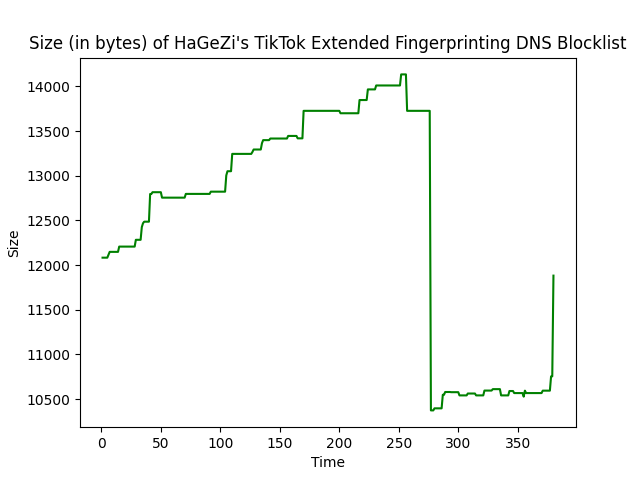 Size (in bytes) of HaGeZi's TikTok Extended Fingerprinting DNS Blocklist
14000
13500
13000
12500
12000
11500
11000
10500
Size
0 50 100 150 200 250 300 350
Time